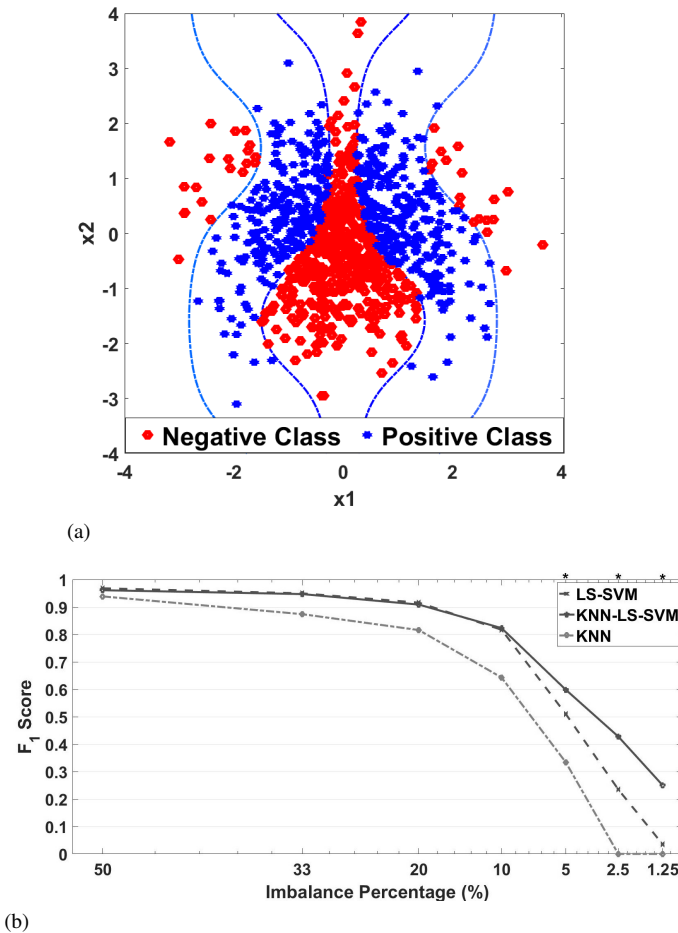 4
3
2
1
0
-1
-2
-3
-4
x2
Negative Class
Positive Class
-4 -2 0 2 4
x1
(a)
* * *
1
0.9
0.8
0.7
0.6
0.5
0.4
0.3
0.2
0.1
0
F1 Score
LS-SVM
KNN-LS-SVM
KNN
50 33 20 10 5 2.5 1.25
Imbalance Percentage (%)
(b)